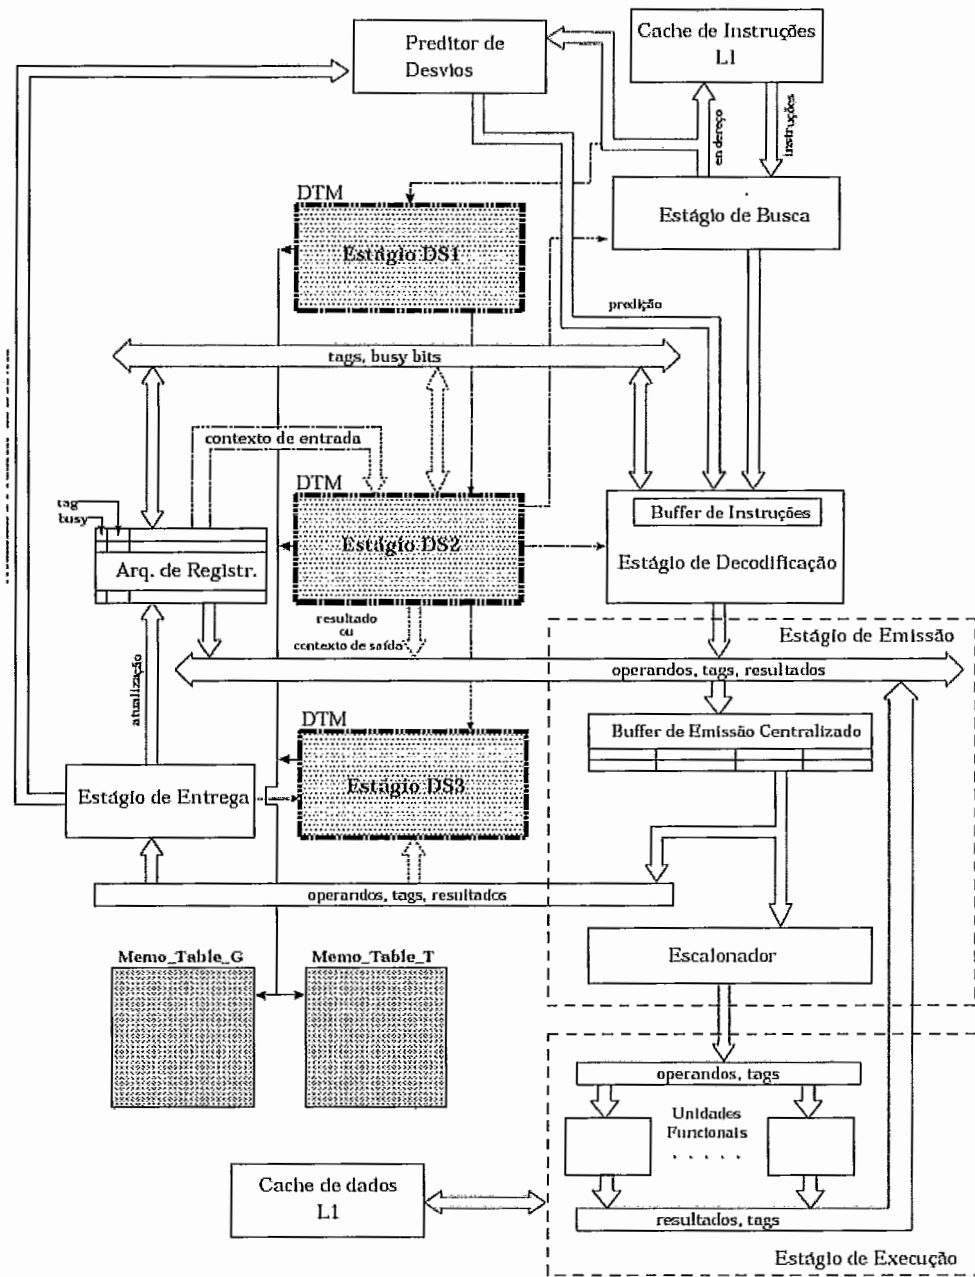 Preditor de
Desvios
Cache de Instruções
L1
endereço
instruções
DTM
Estágio DS1
Estágio de Busca
predição
tags, busy bits
contexto de entrada
DTM
tag
busy
Estágio DS2
Buffer de Instruções
Estágio de Decodificação
Arq. de Registr.
resultado
ou
contexto de saída
Estágio de Emissão
operandos, tags, resultados
atualização
DTM
Buffer de Emissão Centralizado
Estágio de Entrega
Estágio DS3
operandos, tags, resultados
Escalonador
Memo_Table_G
Memo_Table_T
operandos, tags
Unidades
Funcionais
. . . . .
Cache de dados
L1
resultados, tags
Estágio de Execução